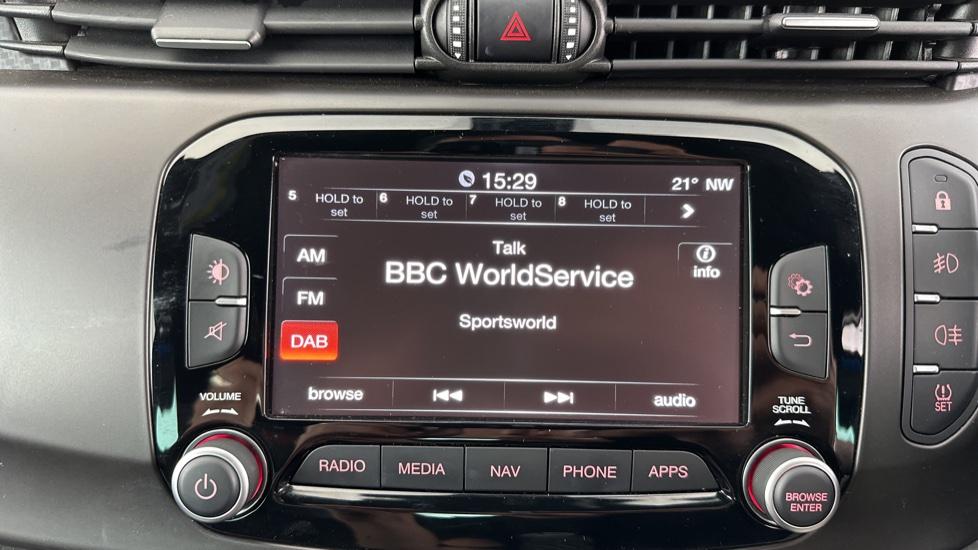 15:29
21° NW
5 HOLD to set 6 HOLD to set 7 HOLD to set 8 HOLD to set
Talk
BBC WorldService
Sportsworld
AM
FM
DAB
info
browse
audio
VOLUME
TUNE
SCROLL
RADIO MEDIA NAV PHONE APPS
BROWSE
ENTER
SET